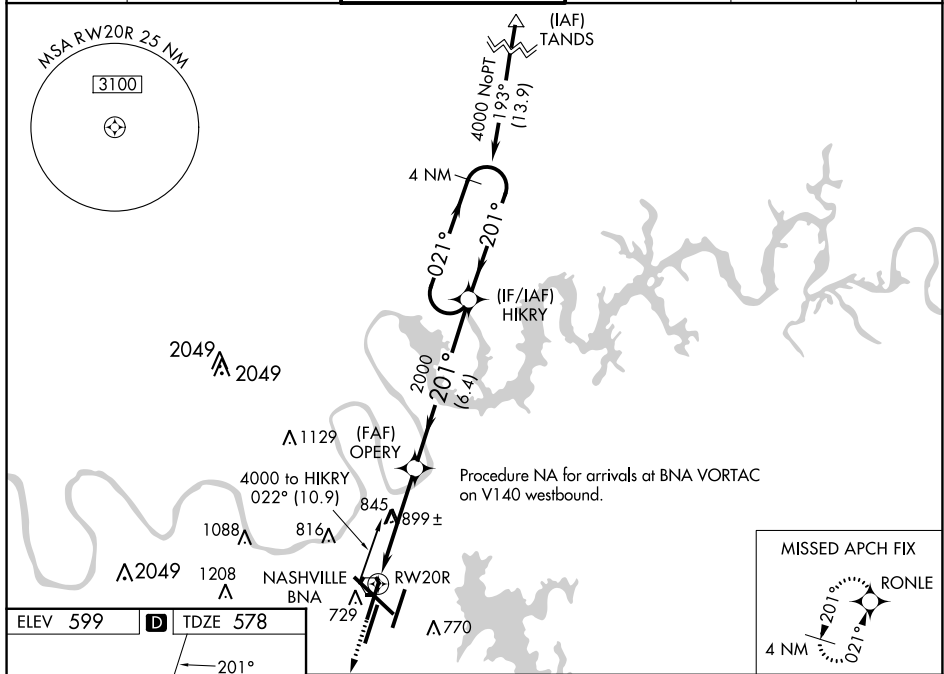 MSA RW20R 25 NM
3100
(IAF)
TANDS
4000 NoPT
193°
(13.9)
4 NM
021°
201°
(IF/IAF)
HIKRY
2000
201°
(6.4)
2049
2049
1129
(FAF)
OPERY
4000 to HIKRY
022° (10.9)
Procedure NA for arrivals at BNA VORTAC
on V140 westbound.
845
899 ±
1088
816
2049
1208
NASHVILLE
BNA
RW20R
729
770
MISSED APCH FIX
RONLE
201°
021°
4 NM
ELEV 599 D TDZE 578
201°